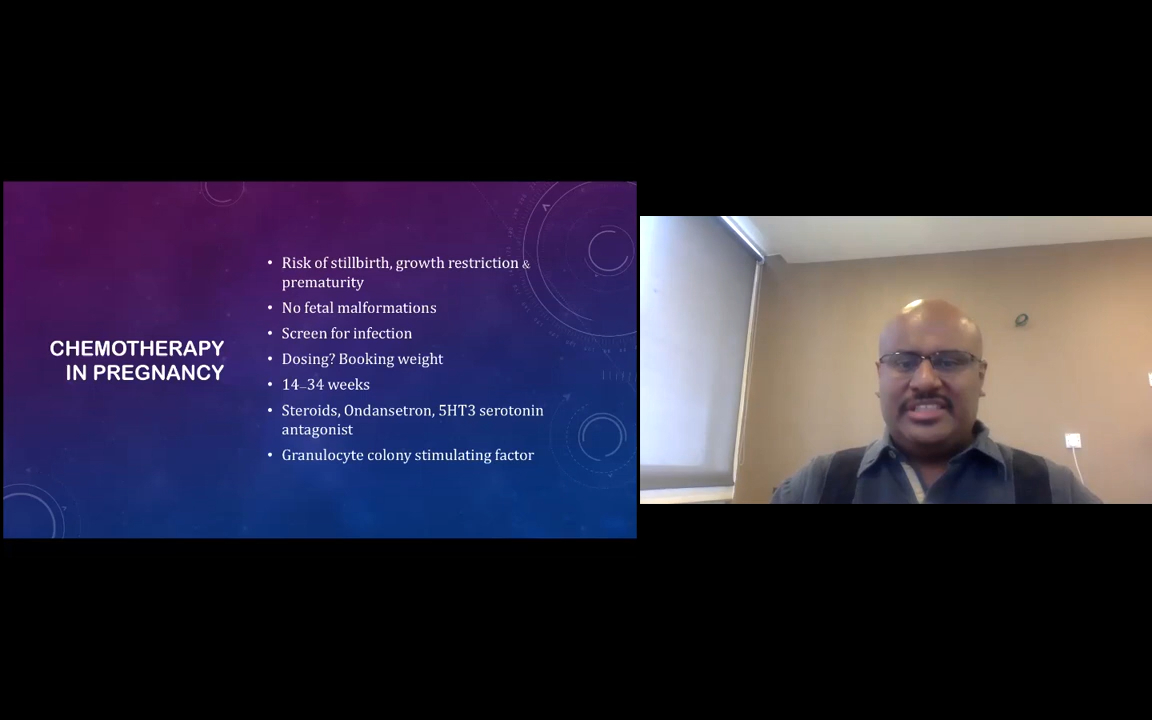 CHEMOTHERAPY
IN PREGNANCY
• Risk of stillbirth, growth restriction &
prematurity
• No fetal malformations
• Screen for infection
• Dosing? Booking weight
• 14–34 weeks
• Steroids, Ondansetron, 5HT3 serotonin
antagonist
• Granulocyte colony stimulating factor